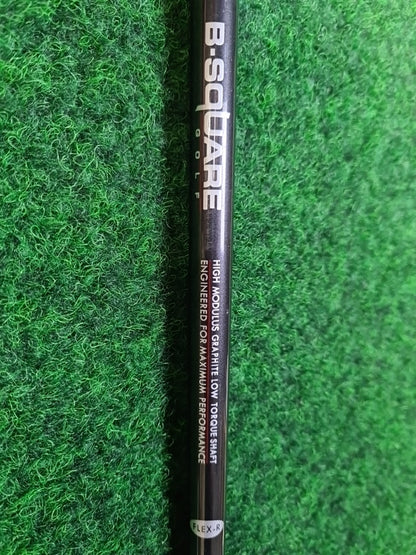 B·SQUARE
GOLF
HIGH MODULUS GRAPHITE LOW TORQUE SHAFT
ENGINEERED FOR MAXIMUM PERFORMANCE
FLEX·R